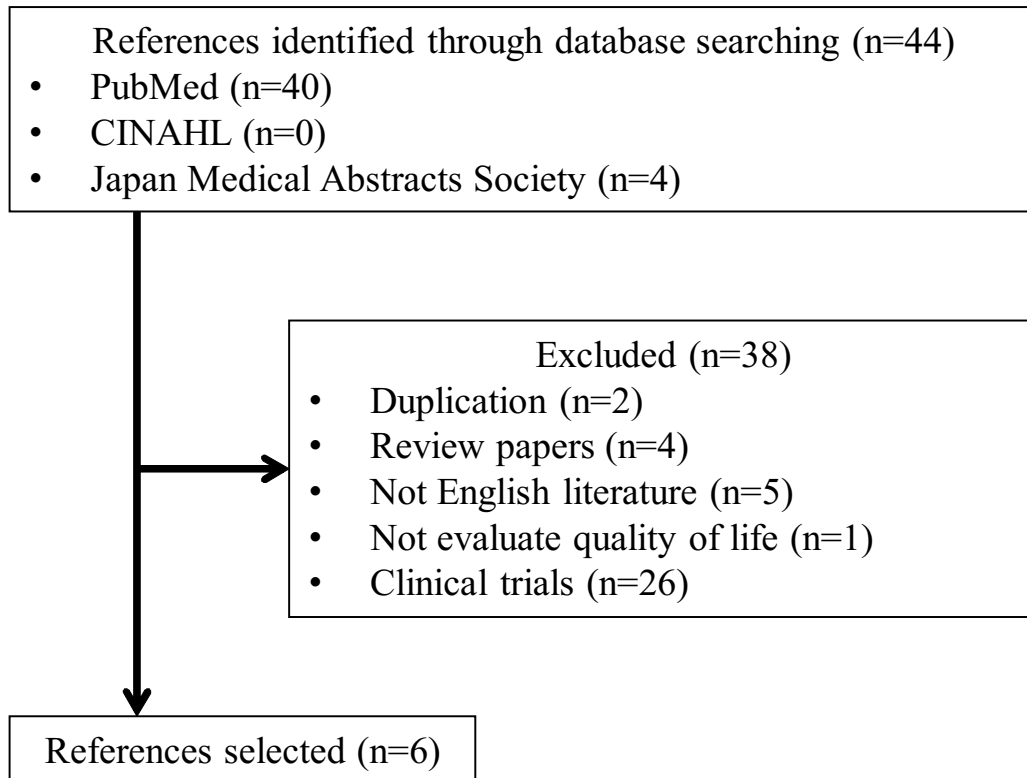 References identified through database searching (n=44)
• PubMed (n=40)
• CINAHL (n=0)
• Japan Medical Abstracts Society (n=4)
Excluded (n=38)
• Duplication (n=2)
• Review papers (n=4)
• Not English literature (n=5)
• Not evaluate quality of life (n=1)
• Clinical trials (n=26)
References selected (n=6)